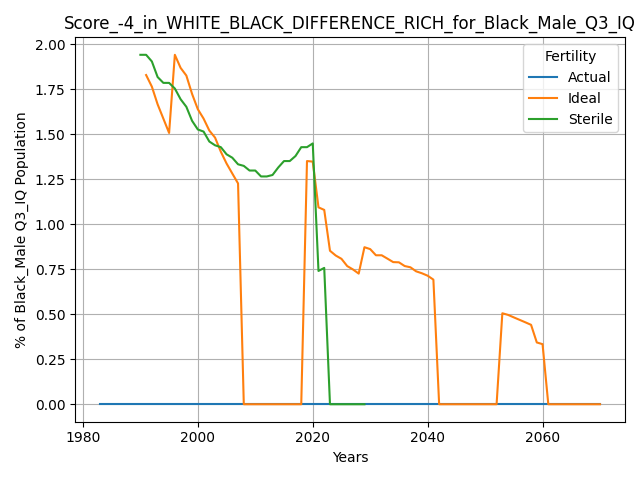 Score_-4_in_WHITE_BLACK_DIFFERENCE_RICH_for_Black_Male_Q3_IQ
Fertility
Actual
Ideal
Sterile
% of Black_Male Q3_IQ Population
2.00
1.75
1.50
1.25
1.00
0.75
0.50
0.25
0.00
1980
2000
2020
2040
2060
Years